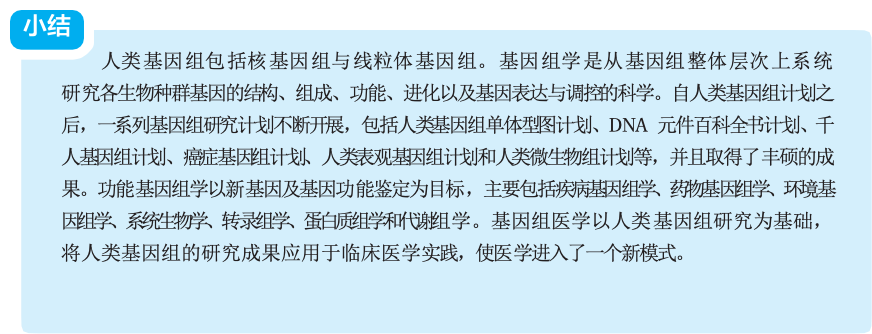 小结
人类基因组包括核基因组与线粒体基因组。基因组学是从基因组整体层次上系统
研究各生物种群基因的结构、组成、功能、进化以及基因表达与调控的科学。自人类基因组计划之
后，一系列基因组研究计划不断开展，包括人类基因组单体型图计划、DNA 元件百科全书计划、千
人基因组计划、癌症基因组计划、人类表观基因组计划和人类微生物组计划等，并且取得了丰硕的成
果。功能基因组学以新基因及基因功能鉴定为目标，主要包括疾病基因组学、药物基因组学、环境基
因组学、系统生物学、转录组学、蛋白质组学和代谢组学。基因组医学以人类基因组研究为基础，
将人类基因组的研究成果应用于临床医学实践，使医学进入了一个新模式。